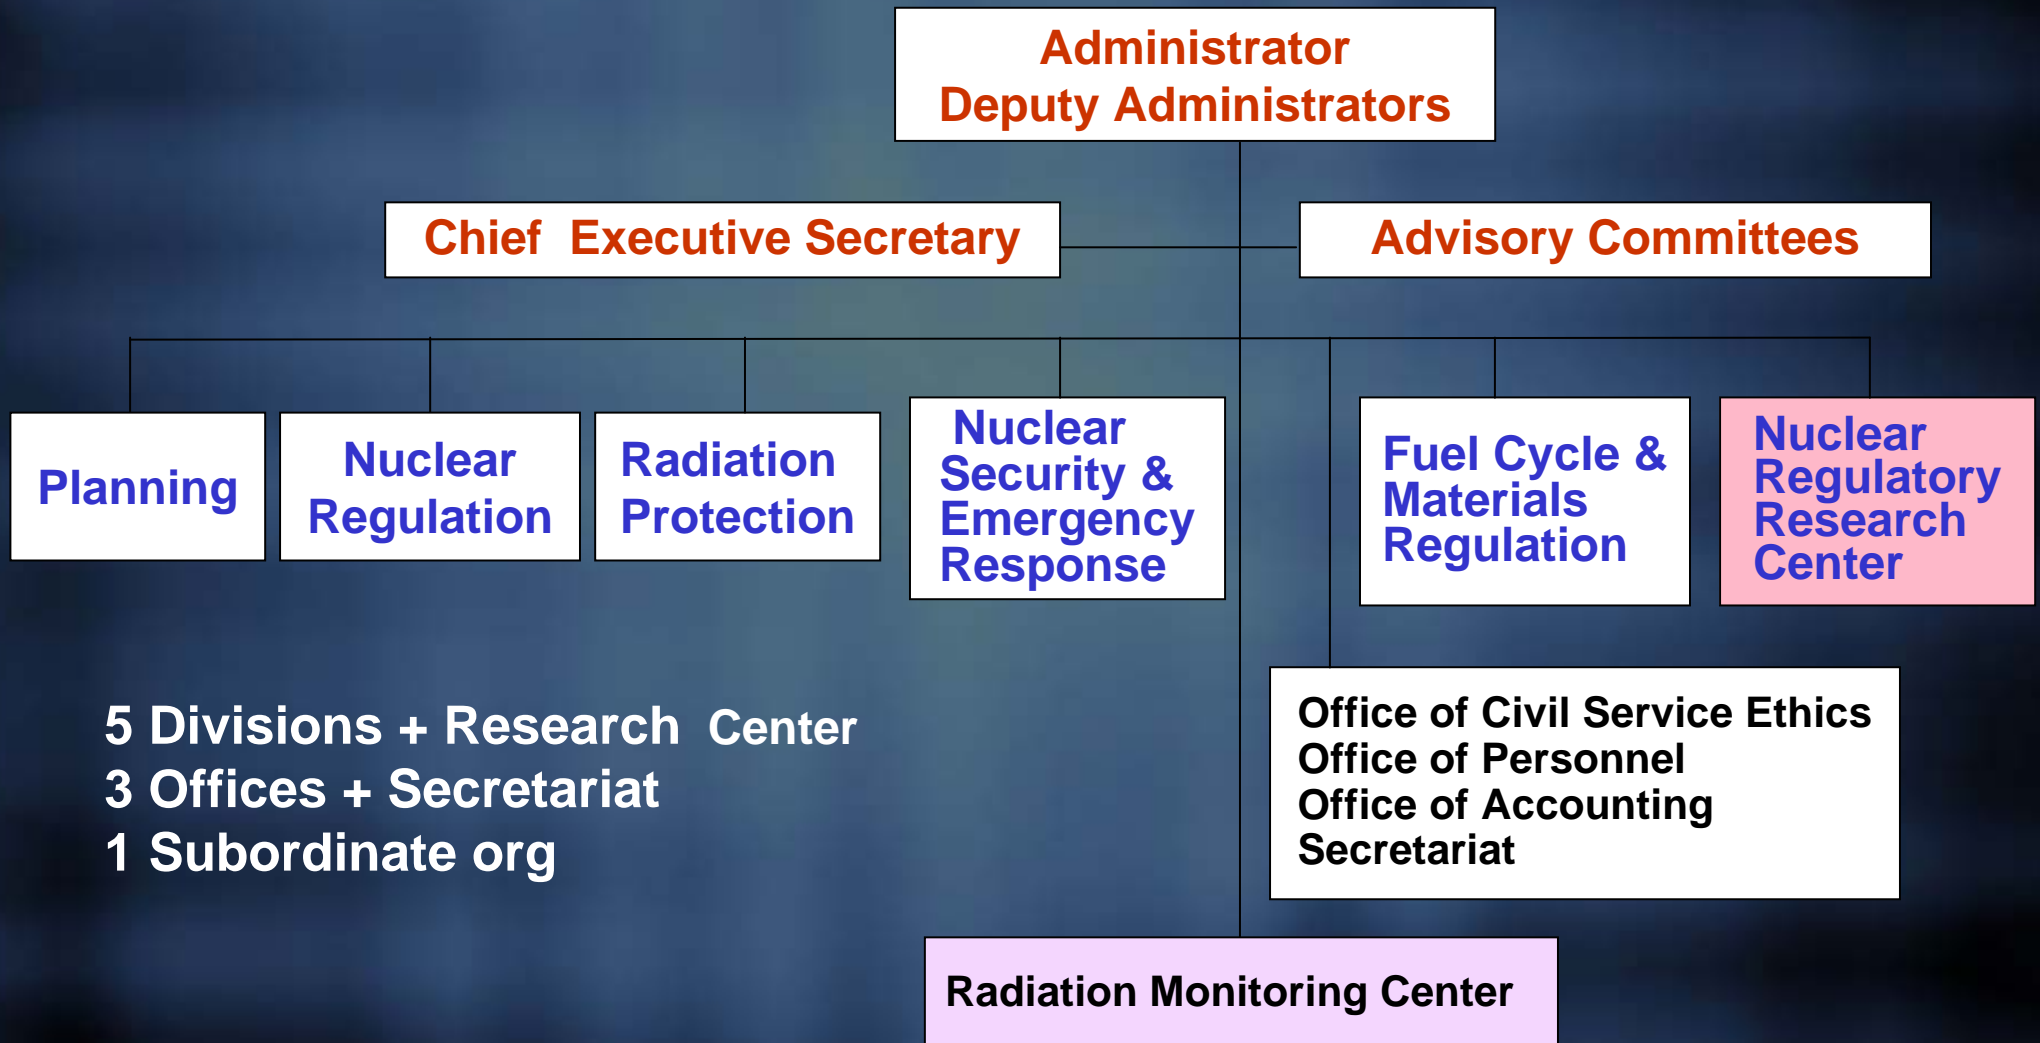 Administrator
Deputy Administrators
Chief Executive Secretary
Advisory Committees
Planning
Nuclear
Regulation
Radiation
Protection
Nuclear
Security &
Emergency
Response
Fuel Cycle &
Materials
Regulation
Nuclear
Regulatory
Research
Center
5 Divisions + Research Center
3 Offices + Secretariat
1 Subordinate org
Office of Civil Service Ethics
Office of Personnel
Office of Accounting
Secretariat
Radiation Monitoring Center